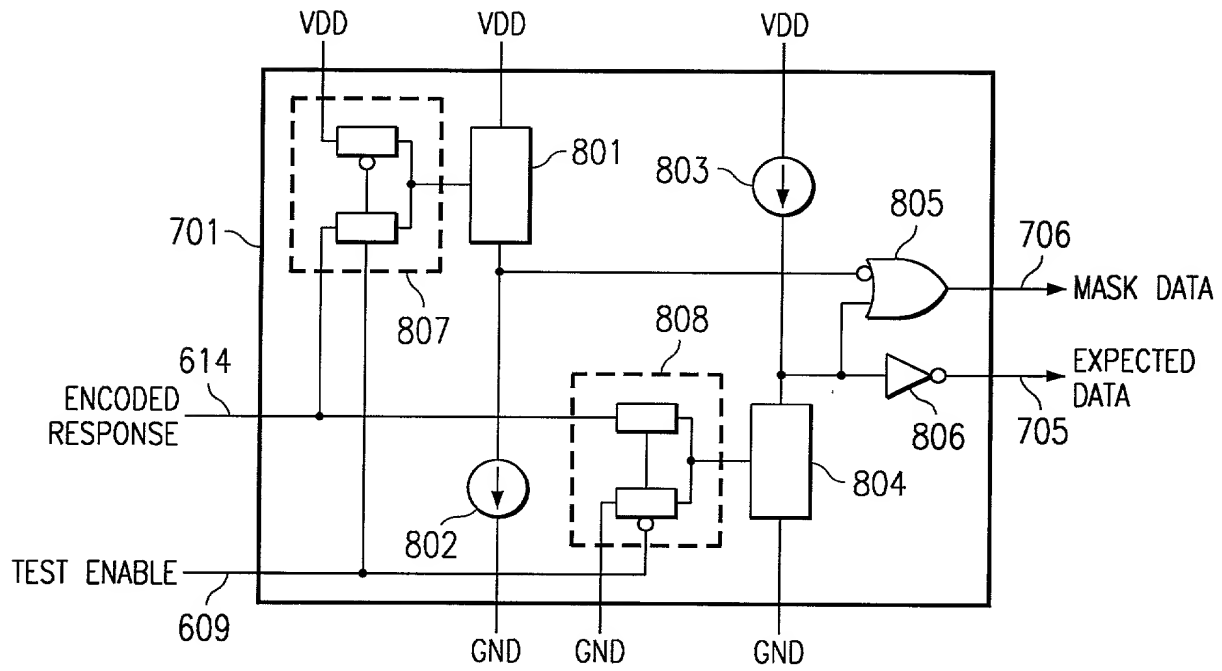 VDD
VDD
VDD
801
803
805
701
706
MASK DATA
807
808
614
EXPECTED
DATA
ENCODED
RESPONSE
806
705
804
802
TEST ENABLE
609
GND
GND
GND